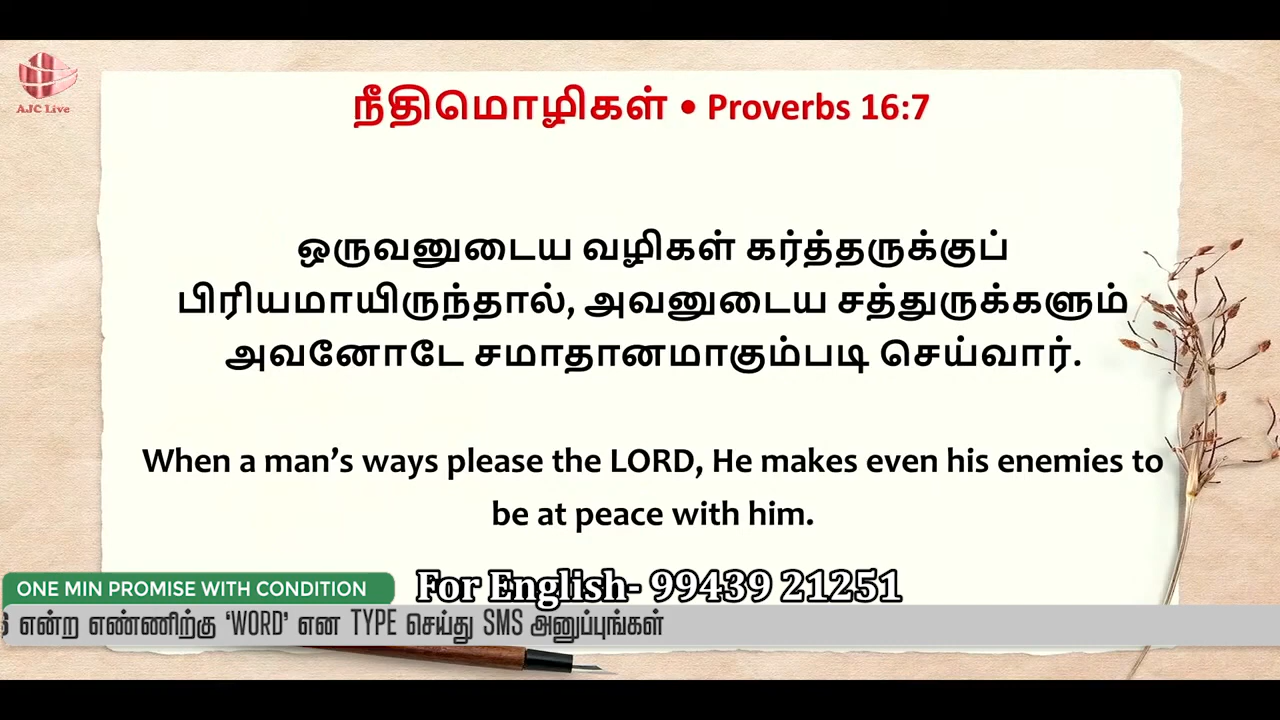 AJC Live
நீதிமொழிகள் • Proverbs 16:7
ஒருவனுடைய வழிகள் கர்த்தருக்குப்
பிரியமாயிருந்தால், அவனுடைய சத்துருக்களும்
அவனோடே சமாதானமாகும்படி செய்வார்.
When a man’s ways please the LORD, He makes even his enemies to
be at peace with him.
ONE MIN PROMISE WITH CONDITION
For English- 99439 21251
என்ற எண்ணிற்கு ‘WORD’ என TYPE செய்து SMS அனுப்புங்கள்